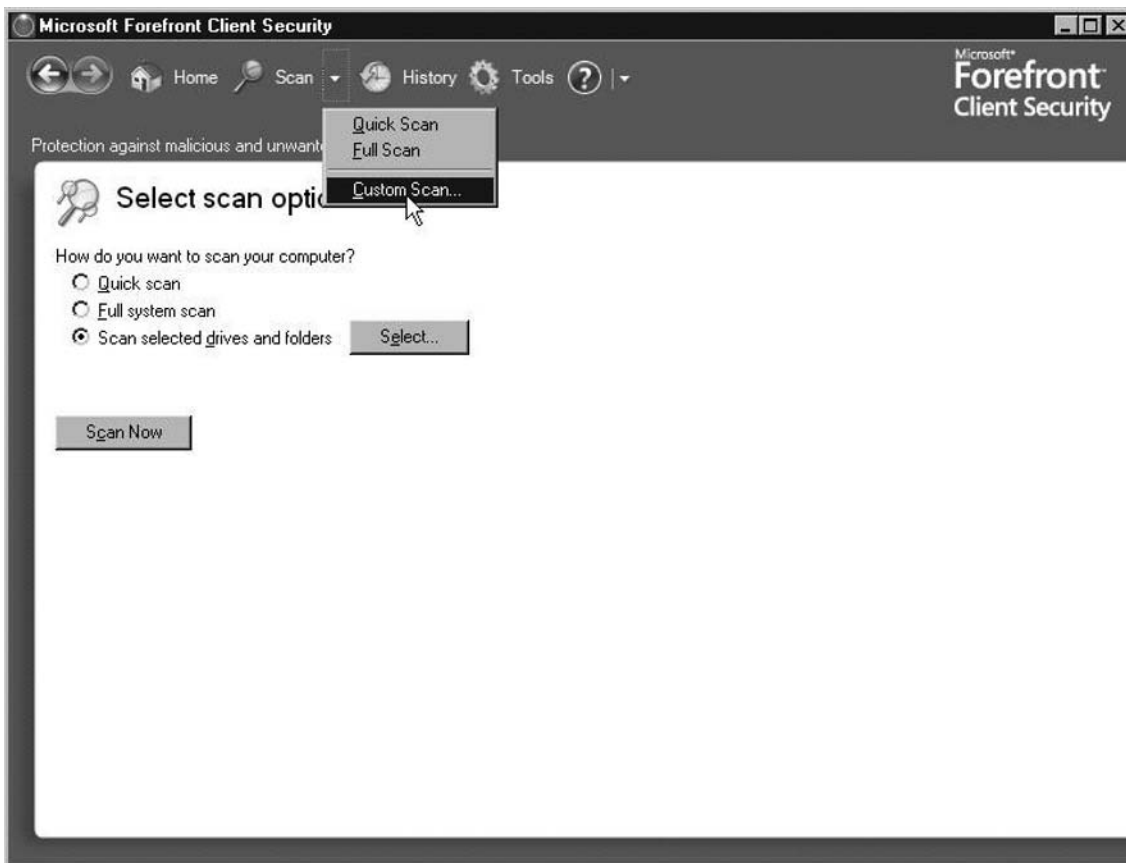 Microsoft Forefront Client Security
Home Scan History Tools ?
Microsoft®
Forefront™
Client Security
Quick Scan
Full Scan
Custom Scan...
Protection against malicious and unwant
Select scan optio
How do you want to scan your computer?
Quick scan
Full system scan
Scan selected drives and folders Select...
Scan Now